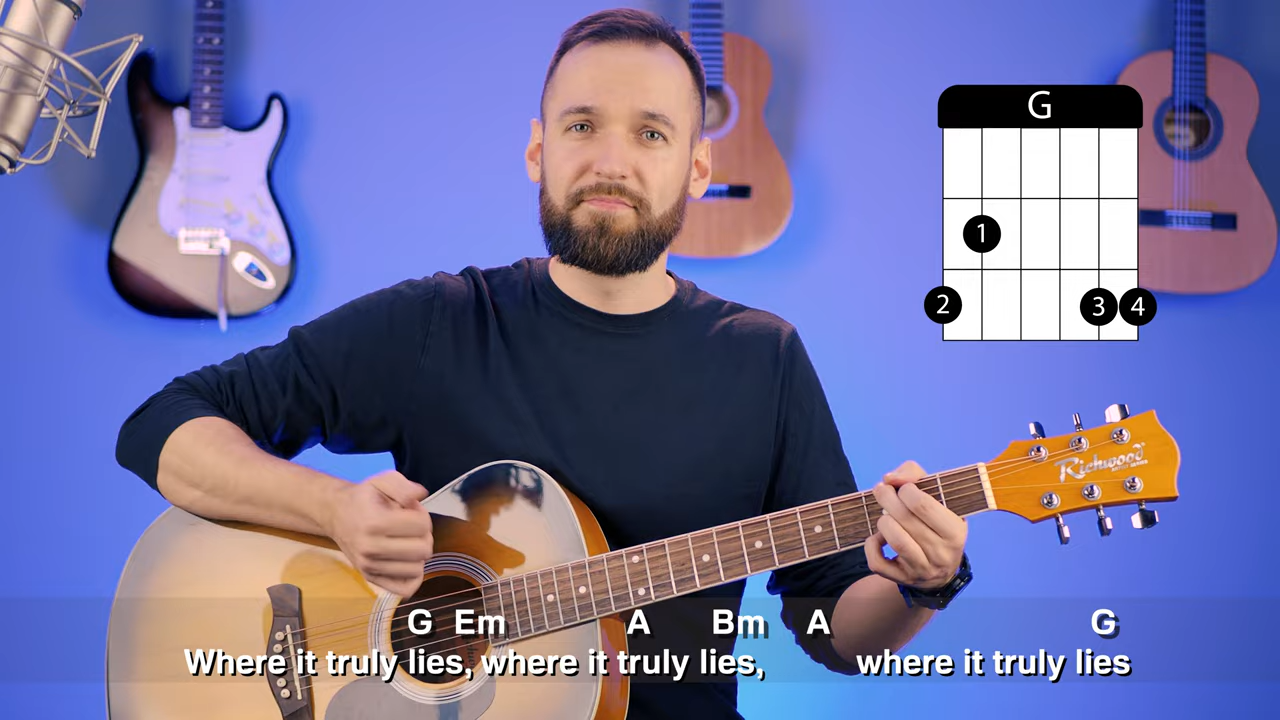 G
1
2 3 4
Richwood
G Em A Bm A G
Where it truly lies, where it truly lies, where it truly lies